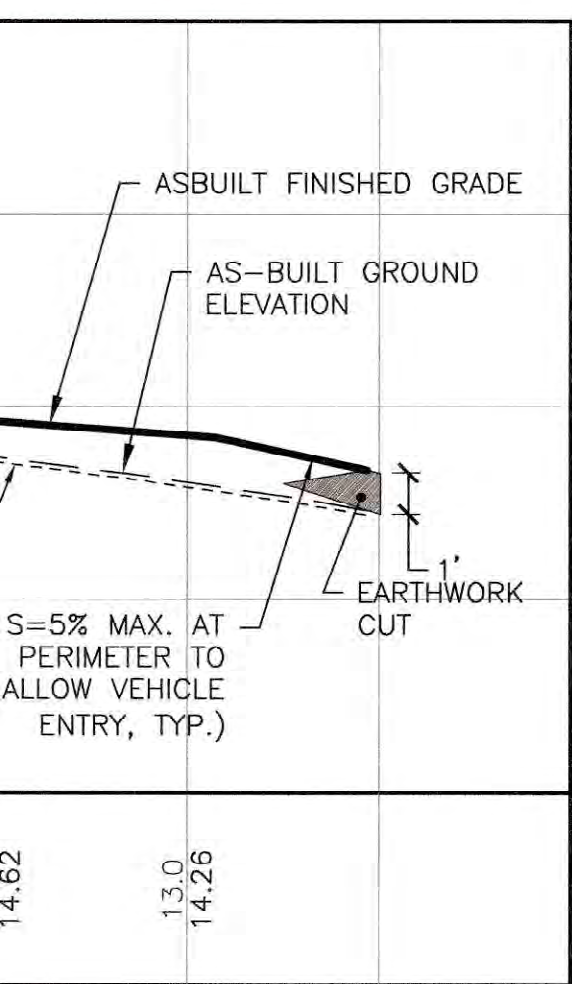 ASBUILT FINISHED GRADE
AS-BUILT GROUND
ELEVATION
1'
EARTHWORK
CUT
S=5% MAX. AT
PERIMETER TO
ALLOW VEHICLE
ENTRY, TYP.)
14.62
13.0
14.26